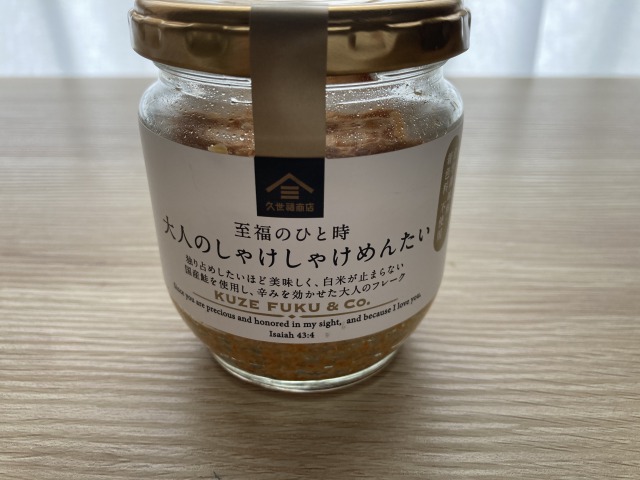 久世福商店
至福のひと時
大人のしゃけしゃけめんたい
独り占めしたいほど美味しく、白米が止まらない
国産鮭を使用し、辛みを効かせた大人のフレーク
KUZE FUKU & Co.
Since you are precious and honored in my sight, and because I love you.
Isaiah 43:4